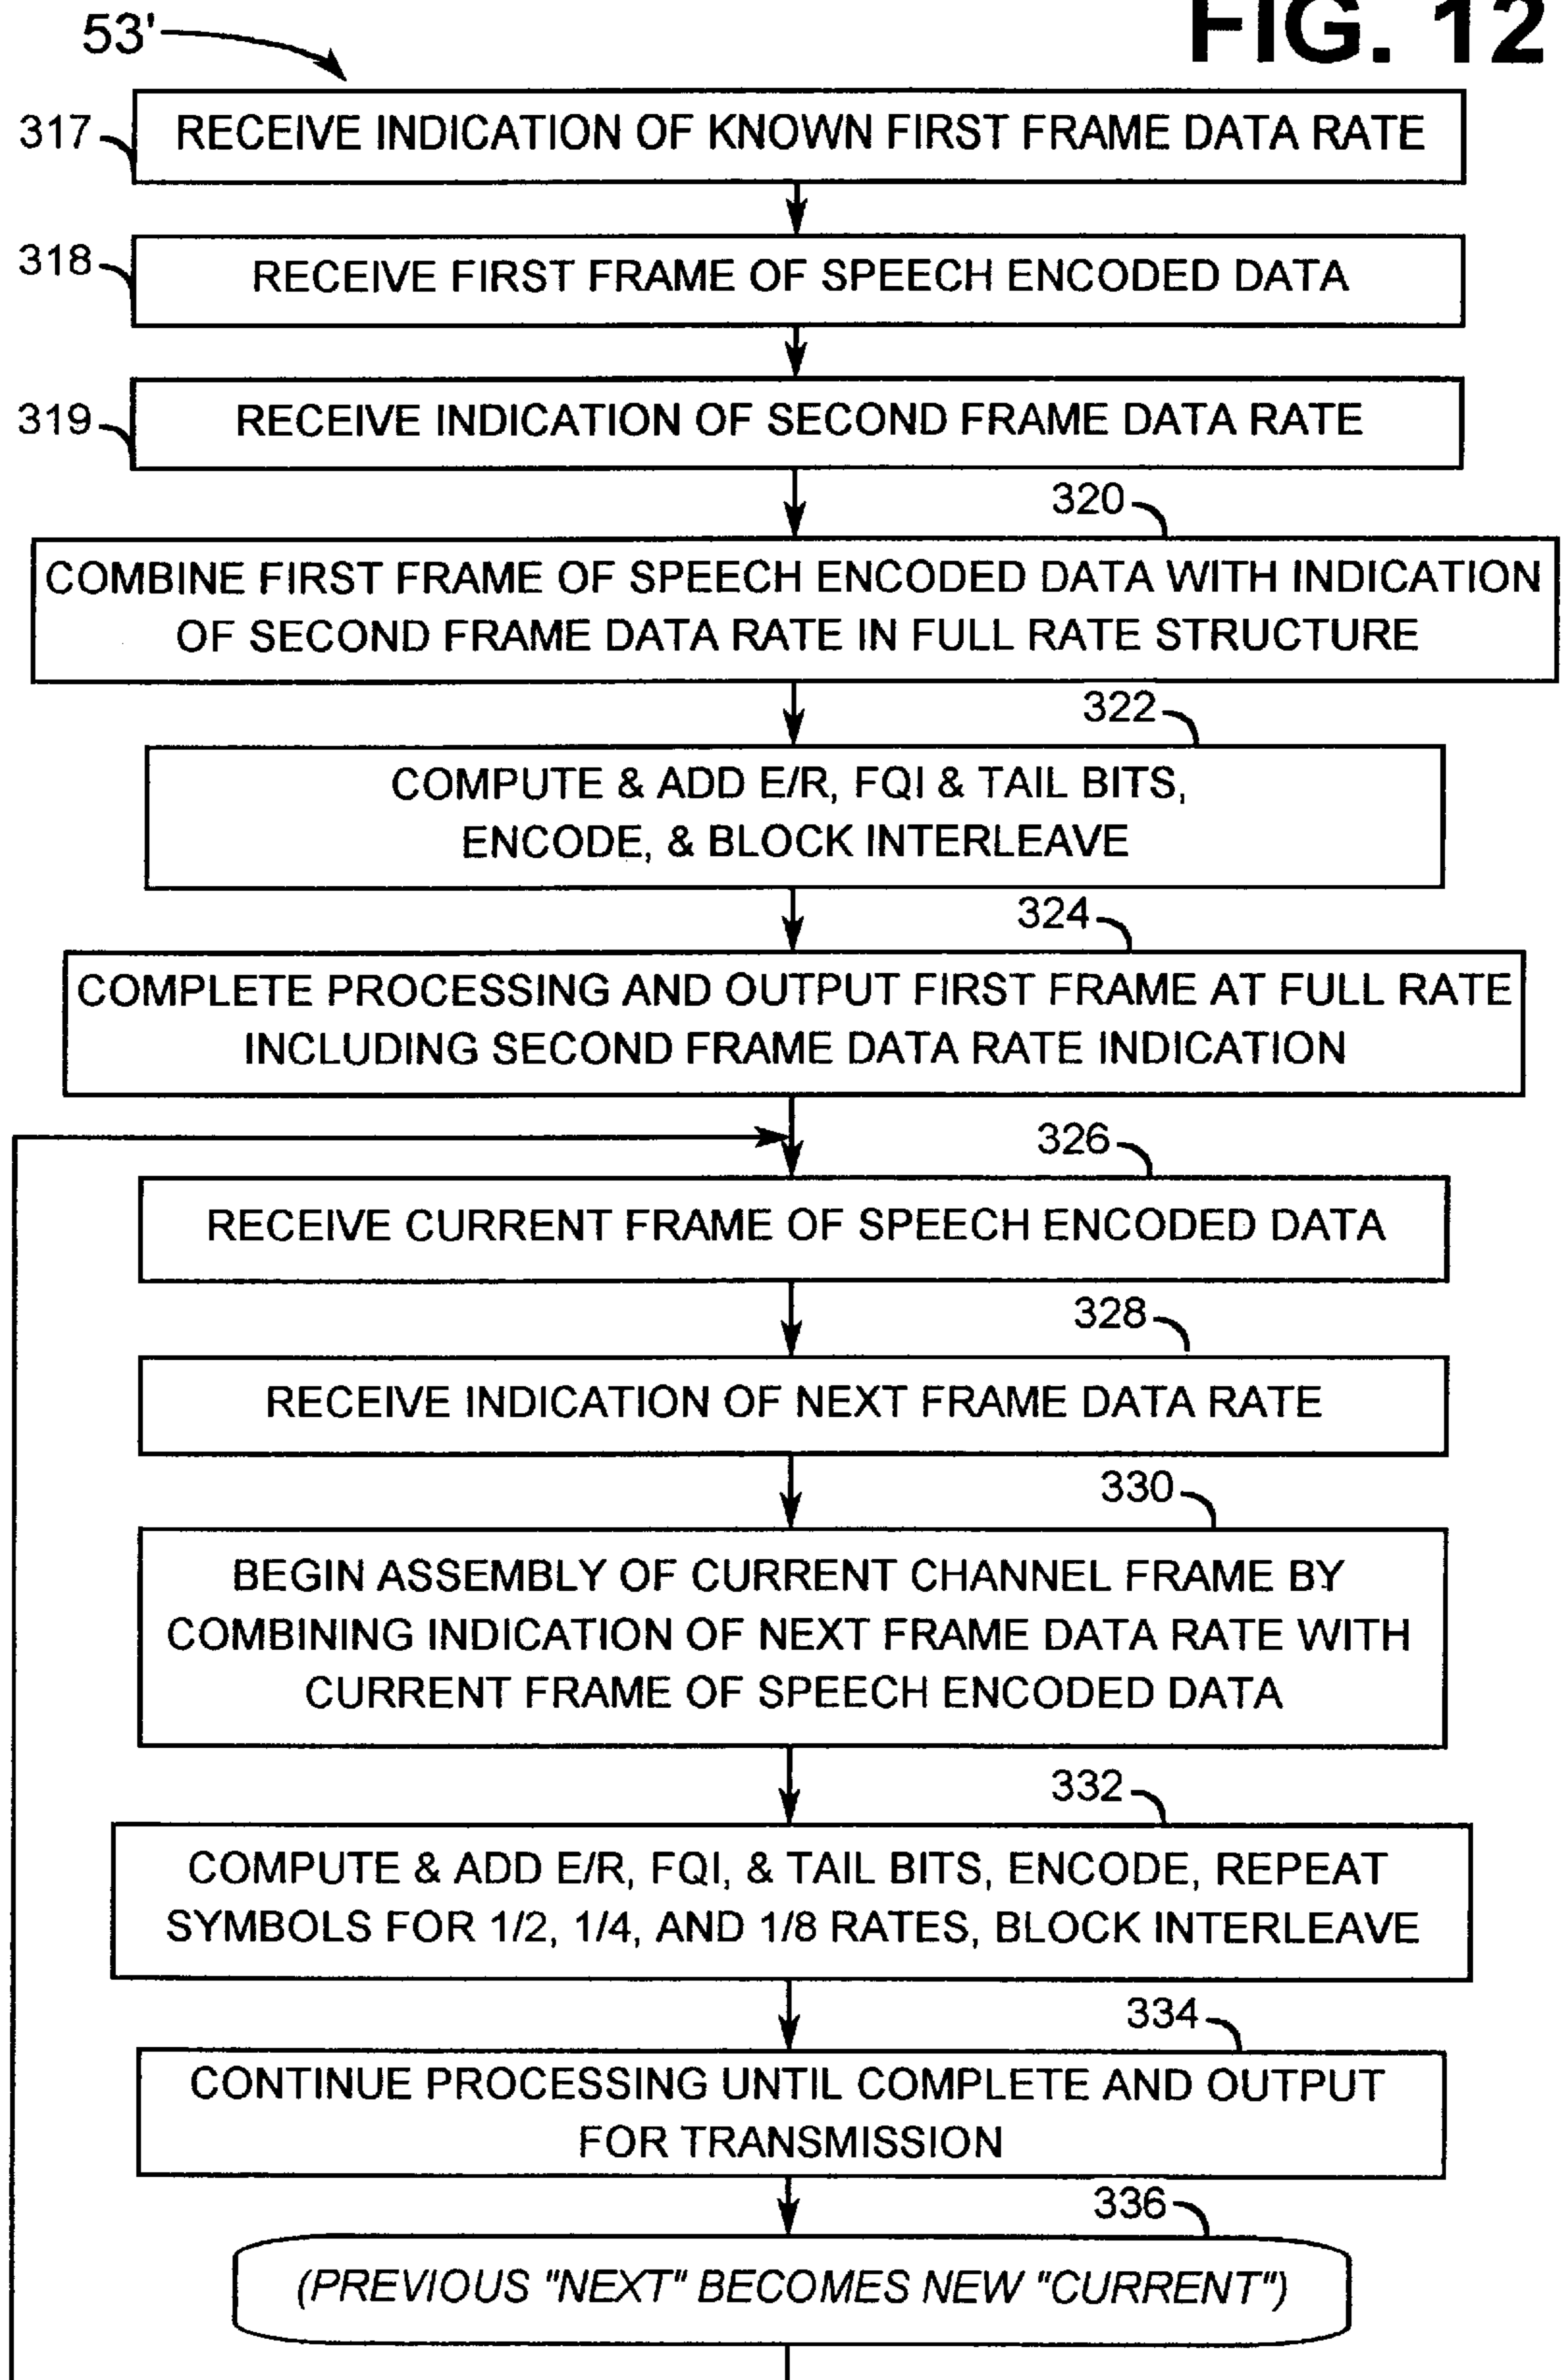 FIG. 12
53'
317
RECEIVE INDICATION OF KNOWN FIRST FRAME DATA RATE
318
RECEIVE FIRST FRAME OF SPEECH ENCODED DATA
319
RECEIVE INDICATION OF SECOND FRAME DATA RATE
320
COMBINE FIRST FRAME OF SPEECH ENCODED DATA WITH INDICATION
OF SECOND FRAME DATA RATE IN FULL RATE STRUCTURE
322
COMPUTE & ADD E/R, FQI & TAIL BITS,
ENCODE, & BLOCK INTERLEAVE
324
COMPLETE PROCESSING AND OUTPUT FIRST FRAME AT FULL RATE
INCLUDING SECOND FRAME DATA RATE INDICATION
326
RECEIVE CURRENT FRAME OF SPEECH ENCODED DATA
328
RECEIVE INDICATION OF NEXT FRAME DATA RATE
330
BEGIN ASSEMBLY OF CURRENT CHANNEL FRAME BY
COMBINING INDICATION OF NEXT FRAME DATA RATE WITH
CURRENT FRAME OF SPEECH ENCODED DATA
332
COMPUTE & ADD E/R, FQI, & TAIL BITS, ENCODE, REPEAT
SYMBOLS FOR 1/2, 1/4, AND 1/8 RATES, BLOCK INTERLEAVE
334
CONTINUE PROCESSING UNTIL COMPLETE AND OUTPUT
FOR TRANSMISSION
336
(PREVIOUS "NEXT" BECOMES NEW "CURRENT")